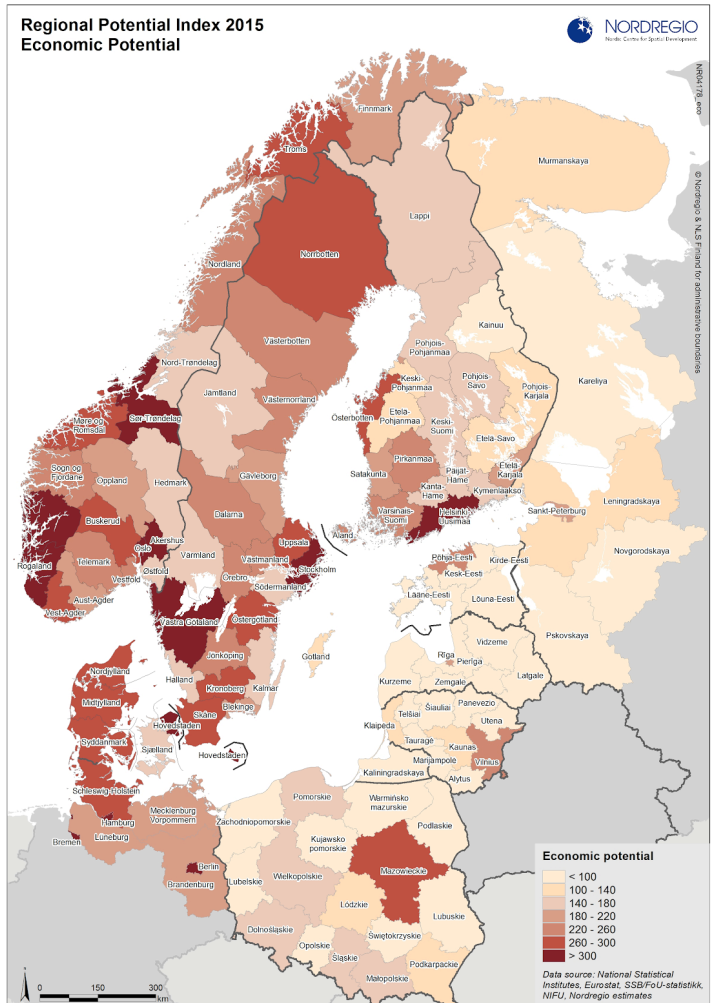 Regional Potential Index 2015
Economic Potential
NORDREGIO
Nordic Centre for Spatial Development
NR04178_eco
© Nordregio & NLS Finland for administrative boundaries
Finnmark
Troms
Murmanskaya
Lappi
Norrbotten
Nordland
Kainuu
Västerbotten
Pohjois-
Pohjanmaa
Nord-Trøndelag
Keski-
Pohjanmaa
Pohjois-
Savo
Pohjois-
Karjala
Kareliya
Jämtland
Västernorrland
Österbotten
Etelä-
Pohjanmaa
Sør-Trøndelag
Møre og
Romsdal
Keski-
Suomi
Etelä-Savo
Sogn og
Fjordane
Oppland
Hedmark
Gävleborg
Satakunta
Pirkanmaa
Päijät-
Häme
Etelä-
Karjala
Kanta-
Häme
Kymenlaakso
Leningradskaya
Dalarna
Varsinais-
Suomi
Helsinki-
Uusimaa
Sankt-Peterburg
Buskerud
Akershus
Oslo
Uppsala
Åland
Rogaland
Telemark
Värmland
Västmanland
Stockholm
Novgorodskaya
Østfold
Vestfold
Örebro
Södermanland
Põhja-Eesti
Kirde-Eesti
Kesk-Eesti
Lääne-Eesti
Lõuna-Eesti
Aust-Agder
Vest-Agder
Västra Götaland
Östergötland
Pskovskaya
Gotland
Jönköping
Vidzeme
Rīga
Pierīga
Nordjylland
Halland
Kronoberg
Kalmar
Kurzeme
Zemgale
Latgale
Midtjylland
Blekinge
Skåne
Hovedstaden
Telšiai
Šiauliai
Panevezio
Utena
Klaipeda
Syddanmark
Sjælland
Hovedstaden
Tauragė
Kaunas
Vilnius
Marijampolė
Kaliningradskaya
Alytus
Schleswig-Holstein
Pomorskie
Warmińsko
mazurskie
Hamburg
Mecklenburg
Vorpommern
Zachodniopomorskie
Podlaskie
Bremen
Lüneburg
Kujawsko
pomorskie
Berlin
Brandenburg
Lubelskie
Wielkopolskie
Mazowieckie
Łódzkie
Lubuskie
Dolnośląskie
Świętokrzyskie
Opolskie
Śląskie
Podkarpackie
Małopolskie
Economic potential
< 100
100 - 140
140 - 180
180 - 220
220 - 260
260 - 300
> 300
Data source: National Statistical
Institutes, Eurostat, SSB/FoU-statistikk,
NIFU, Nordregio estimates
0 75 150 300
km